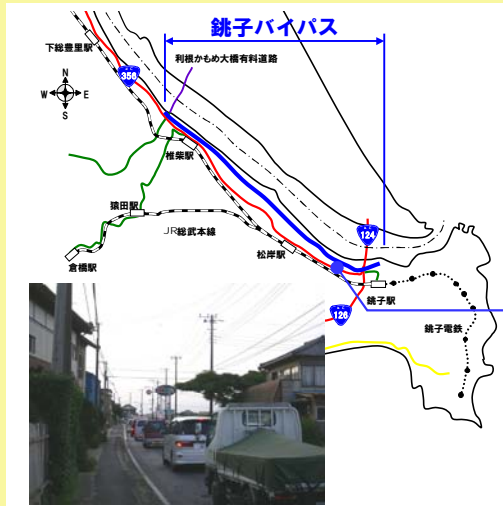 銚子バイパス
下総豊里駅
利根かもめ大橋有料道路
356
N
W E
S
椎柴駅
猿田駅
124
JR総武本線
松岸駅
倉橋駅
銚子駅
126
銚子電鉄